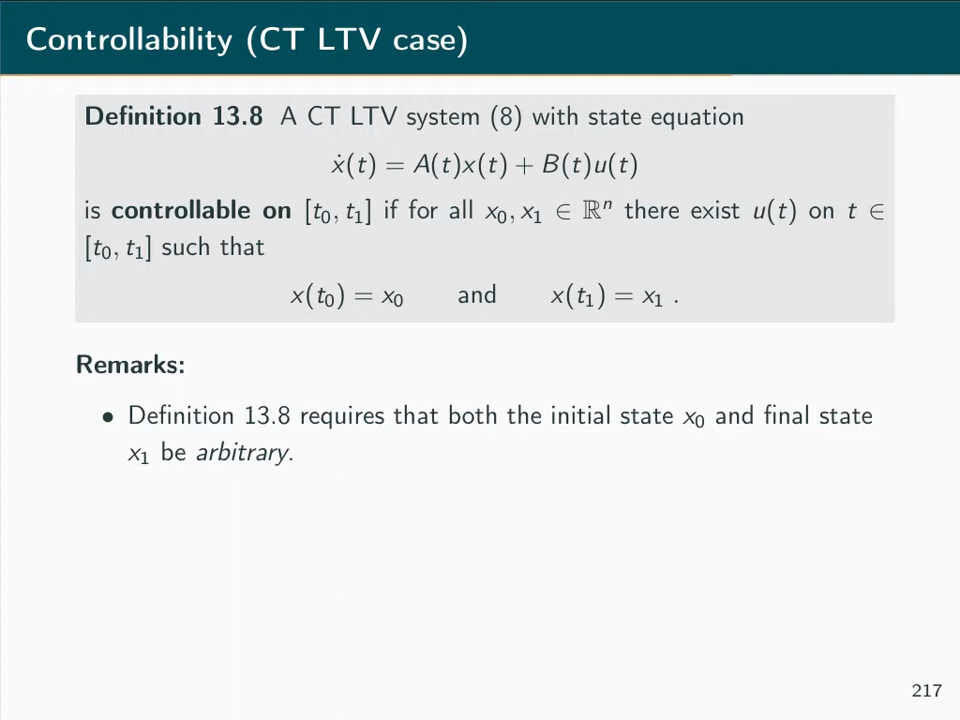 Controllability (CT LTV case)
Definition 13.8 A CT LTV system (8) with state equation
ẋ(t) = A(t)x(t) + B(t)u(t)
is controllable on [t₀, t₁] if for all x₀, x₁ ∈ ℝⁿ there exist u(t) on t ∈
[t₀, t₁] such that
x(t₀) = x₀ and x(t₁) = x₁ .
Remarks:
• Definition 13.8 requires that both the initial state x₀ and final state
x₁ be arbitrary.
217